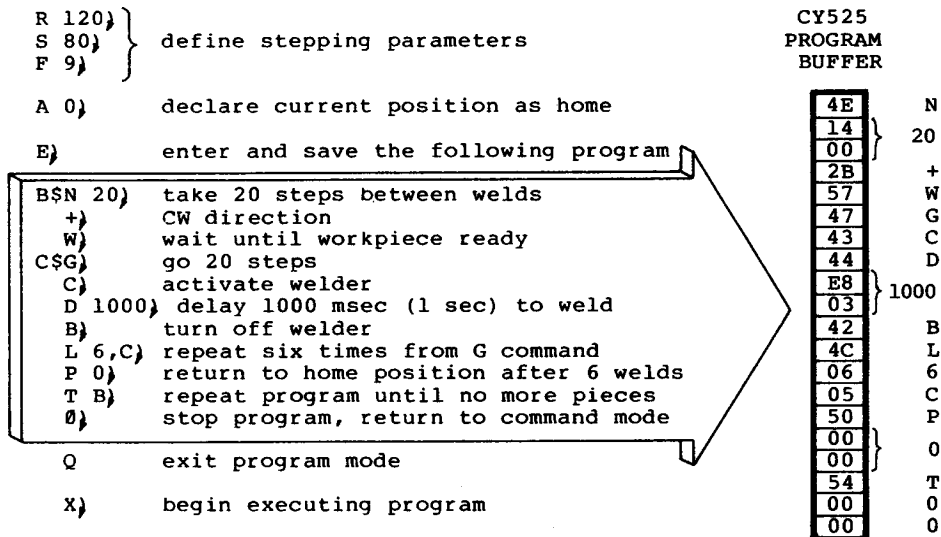 R 120)
S 80) define stepping parameters
F 9)
A 0) declare current position as home
E) enter and save the following program
B$N 20) take 20 steps between welds
+) CW direction
W) wait until workpiece ready
C$G) go 20 steps
C) activate welder
D 1000) delay 1000 msec (1 sec) to weld
B) turn off welder
L 6,C) repeat six times from G command
P 0) return to home position after 6 welds
T B) repeat program until no more pieces
0) stop program, return to command mode
Q exit program mode
X) begin executing program
CY525
PROGRAM
BUFFER
4E N
14
00 20
2B +
57 W
47 G
43 C
44 D
E8
03 1000
42 B
4C L
06 6
05 C
50 P
00
00 0
54 T
00 0
00 0